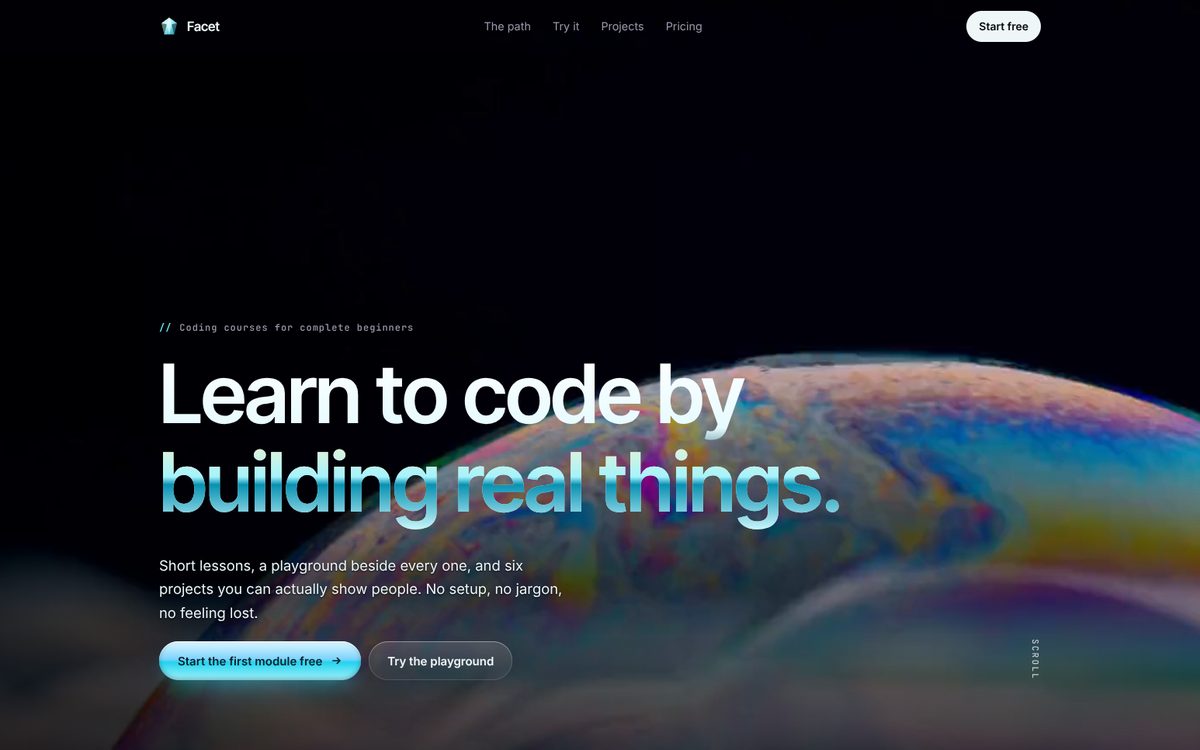 Facet
The path
Try it
Projects
Pricing
Start free
// Coding courses for complete beginners
Learn to code by
building real things.
Short lessons, a playground beside every one, and six
projects you can actually show people. No setup, no jargon,
no feeling lost.
Start the first module free →
Try the playground
SCROLL